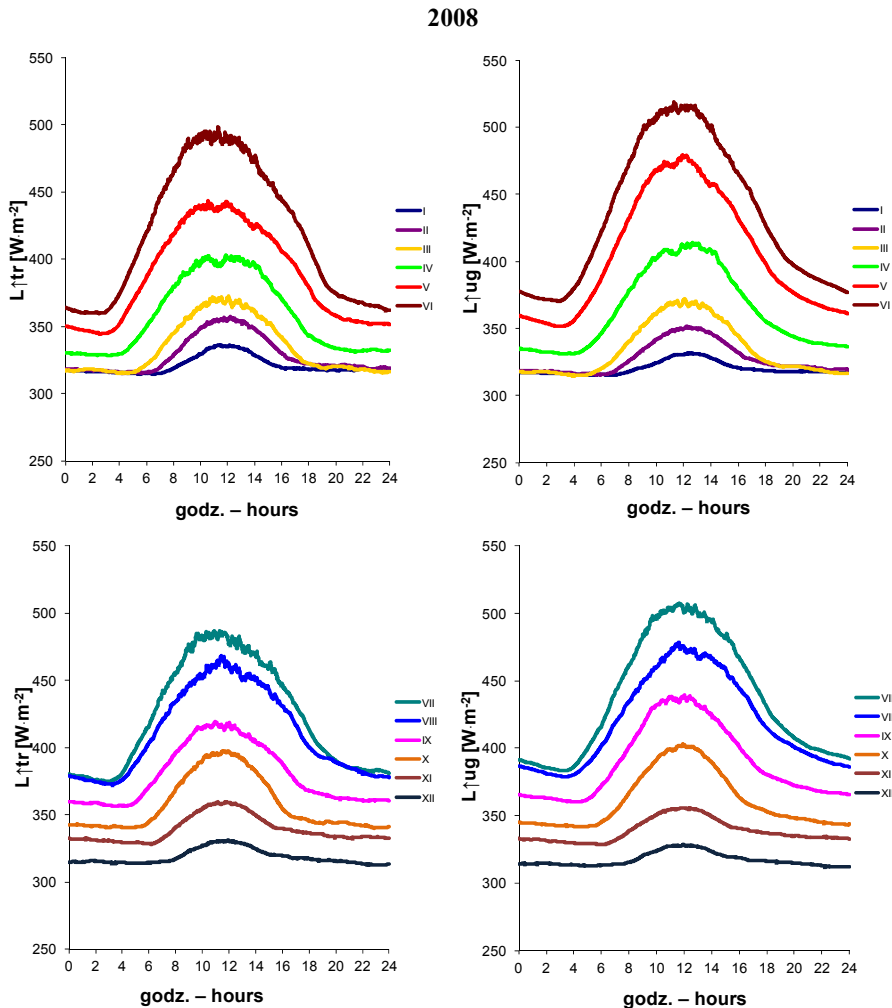 2008
550
500
450
400
350
300
250
L↑tr [W·m-2]
0 2 4 6 8 10 12 14 16 18 20 22 24
godz. – hours
I
II
III
IV
V
VI
550
500
450
400
350
300
250
L↑ug [W·m-2]
0 2 4 6 8 10 12 14 16 18 20 22 24
godz. – hours
I
II
III
IV
V
VI
550
500
450
400
350
300
250
L↑tr [W·m-2]
0 2 4 6 8 10 12 14 16 18 20 22 24
godz. – hours
VII
VIII
IX
X
XI
XII
550
500
450
400
350
300
250
L↑ug [W·m-2]
0 2 4 6 8 10 12 14 16 18 20 22 24
godz. – hours
VII
VI
IX
X
XI
XI